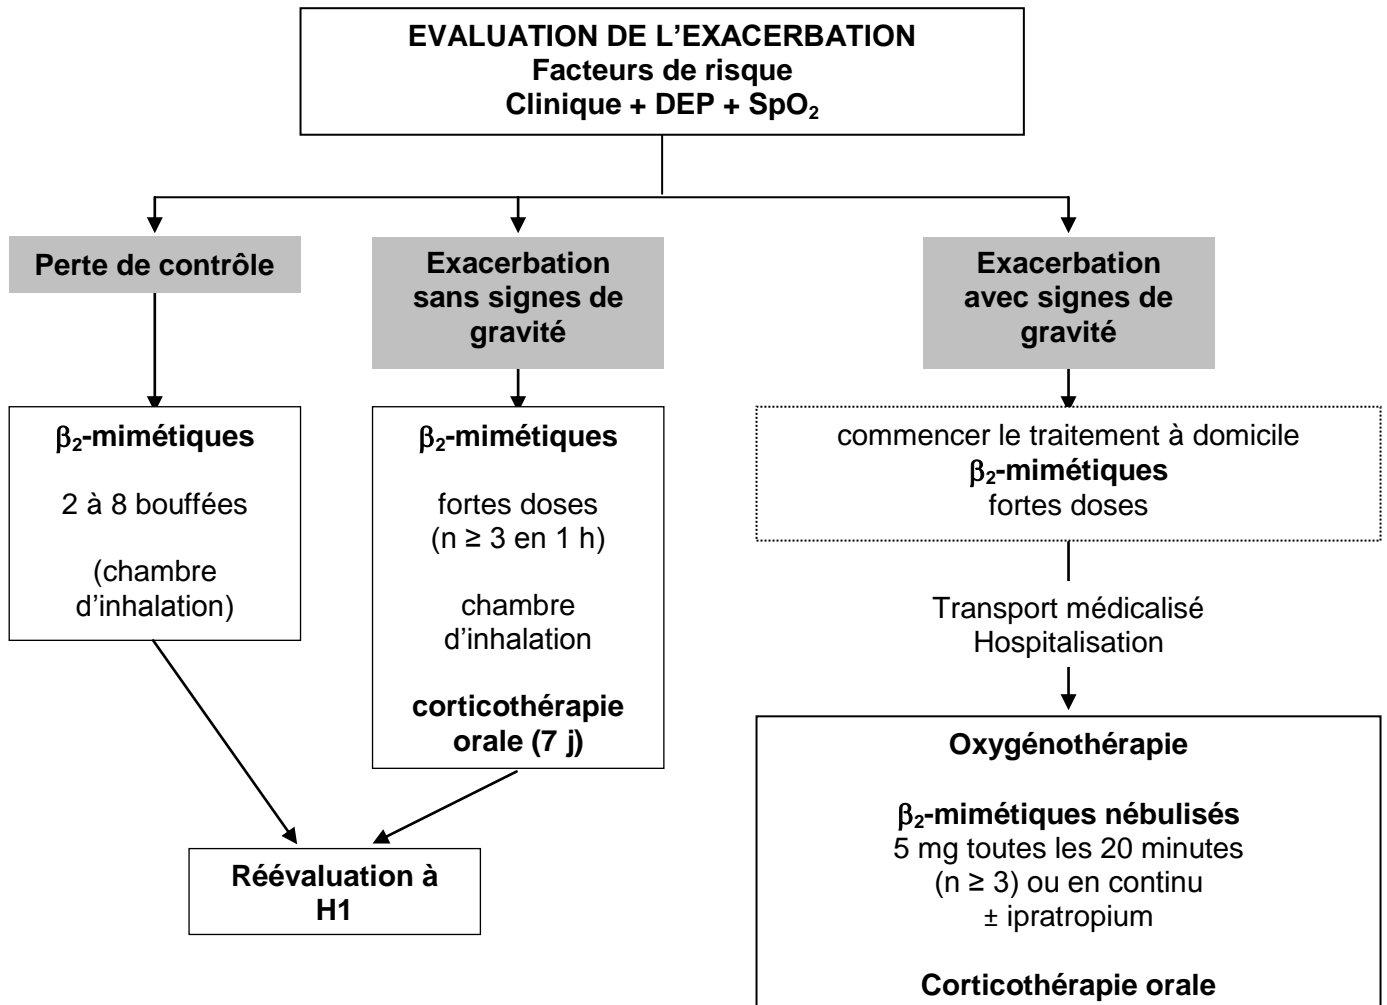 EVALUATION DE L'EXACERBATION
Facteurs de risque
Clinique + DEP + SpO₂
Perte de contrôle
Exacerbation
sans signes de
gravité
Exacerbation
avec signes de
gravité
β₂-mimétiques
2 à 8 bouffées
(chambre
d'inhalation)
β₂-mimétiques
fortes doses
(n ≥ 3 en 1 h)
chambre
d'inhalation
corticothérapie
orale (7 j)
commencer le traitement à domicile
β₂-mimétiques
fortes doses
Transport médicalisé
Hospitalisation
Réévaluation à
H1
Oxygénothérapie
β₂-mimétiques nébulisés
5 mg toutes les 20 minutes
(n ≥ 3) ou en continu
± ipratropium
Corticothérapie orale